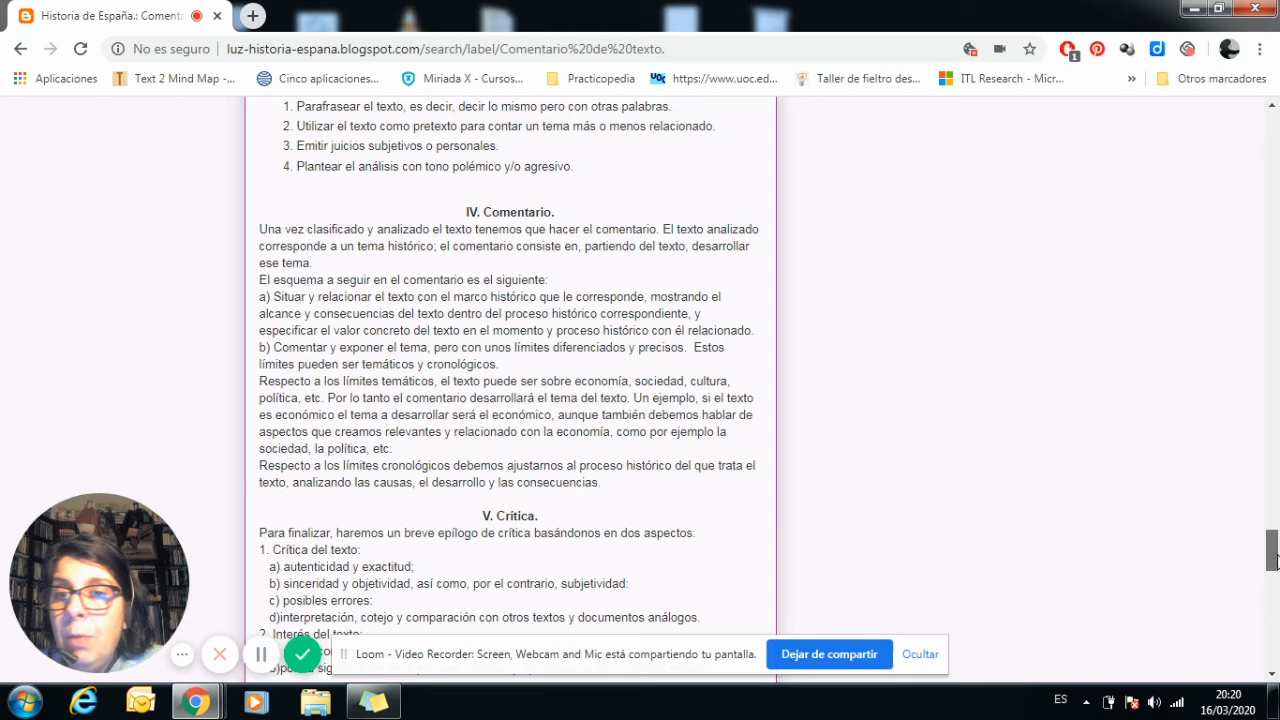 Historia de España.: Comenta
No es seguro
luz-historia-espana.blogspot.com/search/label/Comentario%20de%20texto.
1
Aplicaciones
Text 2 Mind Map -...
Cinco aplicaciones...
Miriada X - Cursos...
Practicopedia
UOC
https://www.uoc.ed...
Taller de fieltro des...
ITL Research - Micr...
»
Otros marcadores
1. Parafrasear el texto, es decir, decir lo mismo pero con otras palabras.
2. Utilizar el texto como pretexto para contar un tema más o menos relacionado.
3. Emitir juicios subjetivos o personales.
4. Plantear el análisis con tono polémico y/o agresivo.
IV. Comentario.
Una vez clasificado y analizado el texto tenemos que hacer el comentario. El texto analizado
corresponde a un tema histórico; el comentario consiste en, partiendo del texto, desarrollar
ese tema.
El esquema a seguir en el comentario es el siguiente:
a) Situar y relacionar el texto con el marco histórico que le corresponde, mostrando el
alcance y consecuencias del texto dentro del proceso histórico correspondiente, y
especificar el valor concreto del texto en el momento y proceso histórico con él relacionado.
b) Comentar y exponer el tema, pero con unos límites diferenciados y precisos. Estos
límites pueden ser temáticos y cronológicos.
Respecto a los límites temáticos, el texto puede ser sobre economía, sociedad, cultura,
política, etc. Por lo tanto el comentario desarrollará el tema del texto. Un ejemplo, si el texto
es económico el tema a desarrollar será el económico, aunque también debemos hablar de
aspectos que creamos relevantes y relacionado con la economía, como por ejemplo la
sociedad, la política, etc.
Respecto a los límites cronológicos debemos ajustarnos al proceso histórico del que trata el
texto, analizando las causas, el desarrollo y las consecuencias.
V. Crítica.
Para finalizar, haremos un breve epílogo de crítica basándonos en dos aspectos:
1. Crítica del texto:
a) autenticidad y exactitud;
b) sinceridad y objetividad, así como, por el contrario, subjetividad:
c) posibles errores:
d)interpretación, cotejo y comparación con otros textos y documentos análogos.
2. Interés del texto:
Loom - Video Recorder: Screen, Webcam and Mic está compartiendo tu pantalla.
Dejar de compartir
Ocultar
ES
20:20
16/03/2020